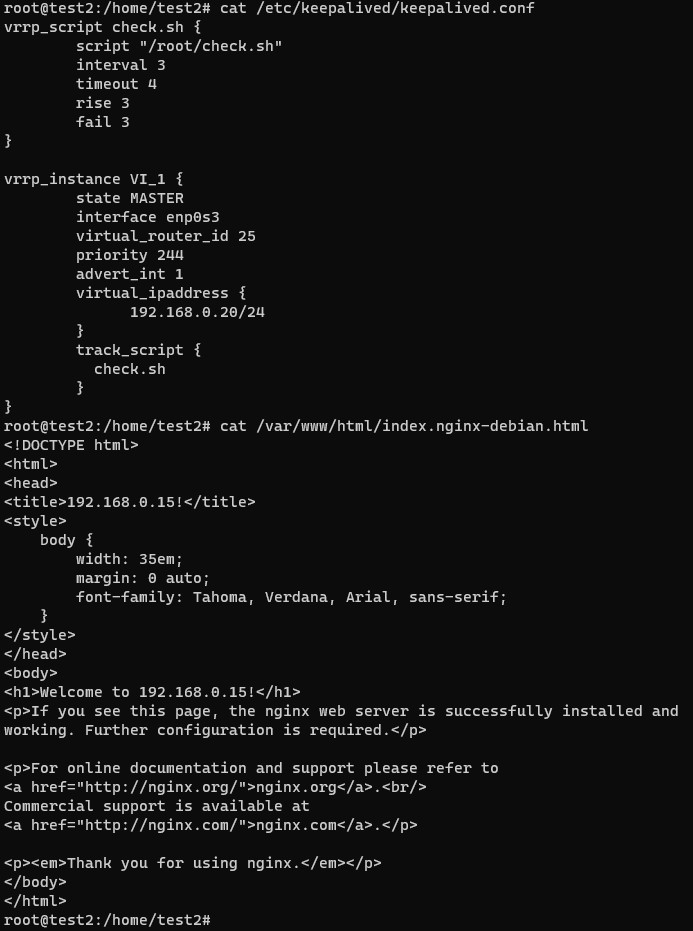 root@test2:/home/test2# cat /etc/keepalived/keepalived.conf
vrrp_script check.sh {
        script "/root/check.sh"
        interval 3
        timeout 4
        rise 3
        fail 3
}

vrrp_instance VI_1 {
        state MASTER
        interface enp0s3
        virtual_router_id 25
        priority 244
        advert_int 1
        virtual_ipaddress {
              192.168.0.20/24
        }
        track_script {
          check.sh
        }
}
root@test2:/home/test2# cat /var/www/html/index.nginx-debian.html
<!DOCTYPE html>
<html>
<head>
<title>192.168.0.15!</title>
<style>
    body {
        width: 35em;
        margin: 0 auto;
        font-family: Tahoma, Verdana, Arial, sans-serif;
    }
</style>
</head>
<body>
<h1>Welcome to 192.168.0.15!</h1>
<p>If you see this page, the nginx web server is successfully installed and
working. Further configuration is required.</p>

<p>For online documentation and support please refer to
<a href="http://nginx.org/">nginx.org</a>.<br/>
Commercial support is available at
<a href="http://nginx.com/">nginx.com</a>.</p>

<p><em>Thank you for using nginx.</em></p>
</body>
</html>
root@test2:/home/test2#